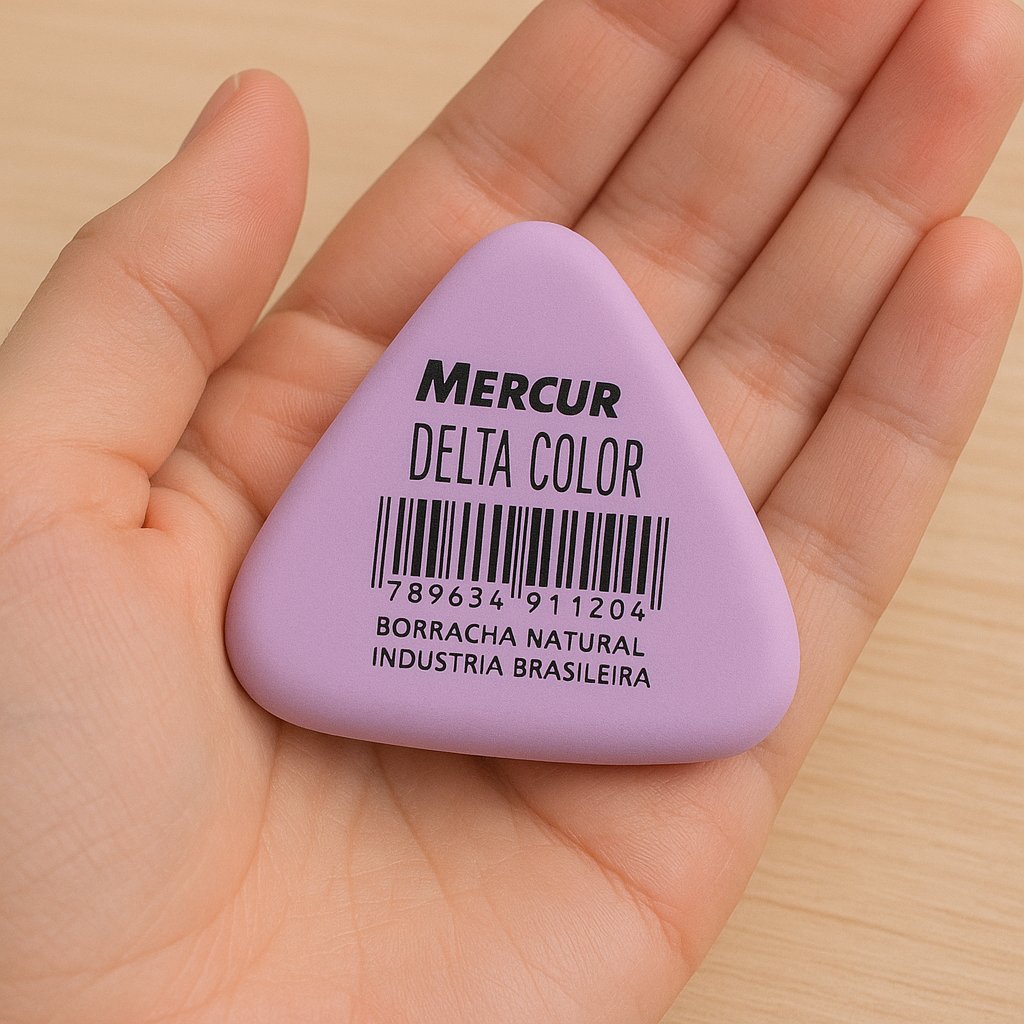 MERCUR
DELTA COLOR
789634 911204
BORRACHA NATURAL
INDUSTRIA BRASILEIRA